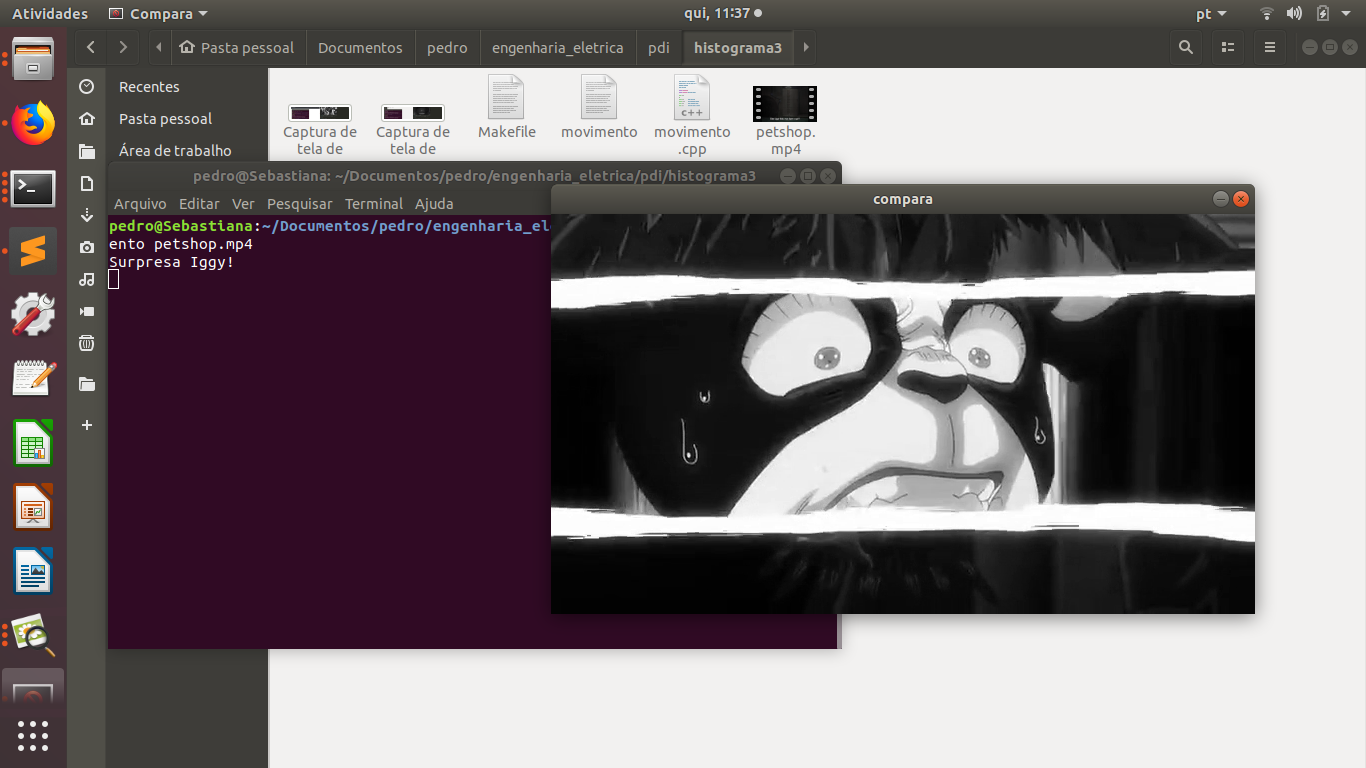 Atividades Compara qui, 11:37 pt
Pasta pessoal Documentos pedro engenharia_eletrica pdi histograma3
Recentes
Pasta pessoal
Área de trabalho
Captura de tela de
Captura de tela de
Makefile
movimento
c++
movimento.cpp
petshop.mp4
pedro@Sebastiana: ~/Documentos/pedro/engenharia_eletrica/pdi/histograma3
Arquivo Editar Ver Pesquisar Terminal Ajuda
pedro@Sebastiana:~/Documentos/pedro/engenharia_el
ento petshop.mp4
Surpresa Iggy!
compara